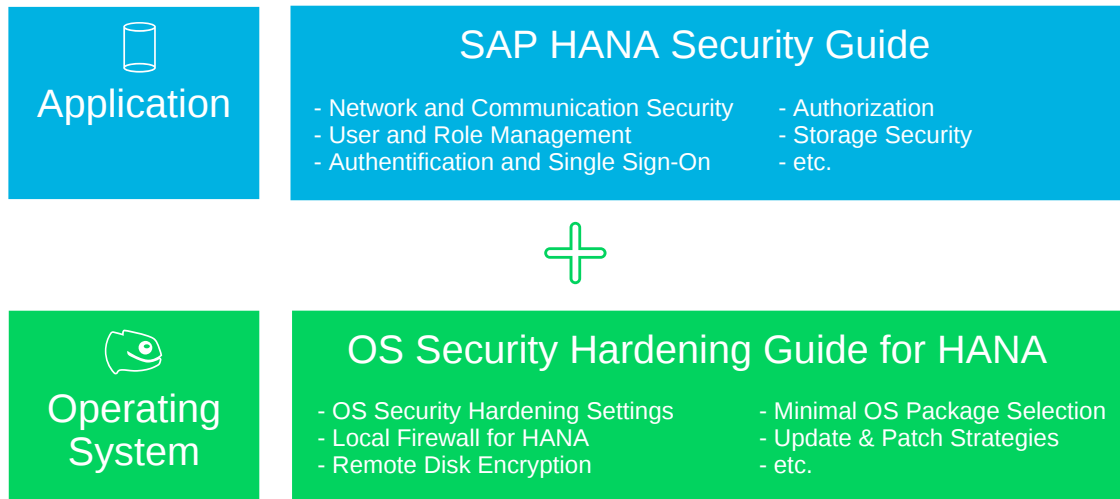 Application
SAP HANA Security Guide
- Network and Communication Security
- User and Role Management
- Authentification and Single Sign-On
- Authorization
- Storage Security
- etc.
Operating
System
OS Security Hardening Guide for HANA
- OS Security Hardening Settings
- Local Firewall for HANA
- Remote Disk Encryption
- Minimal OS Package Selection
- Update & Patch Strategies
- etc.